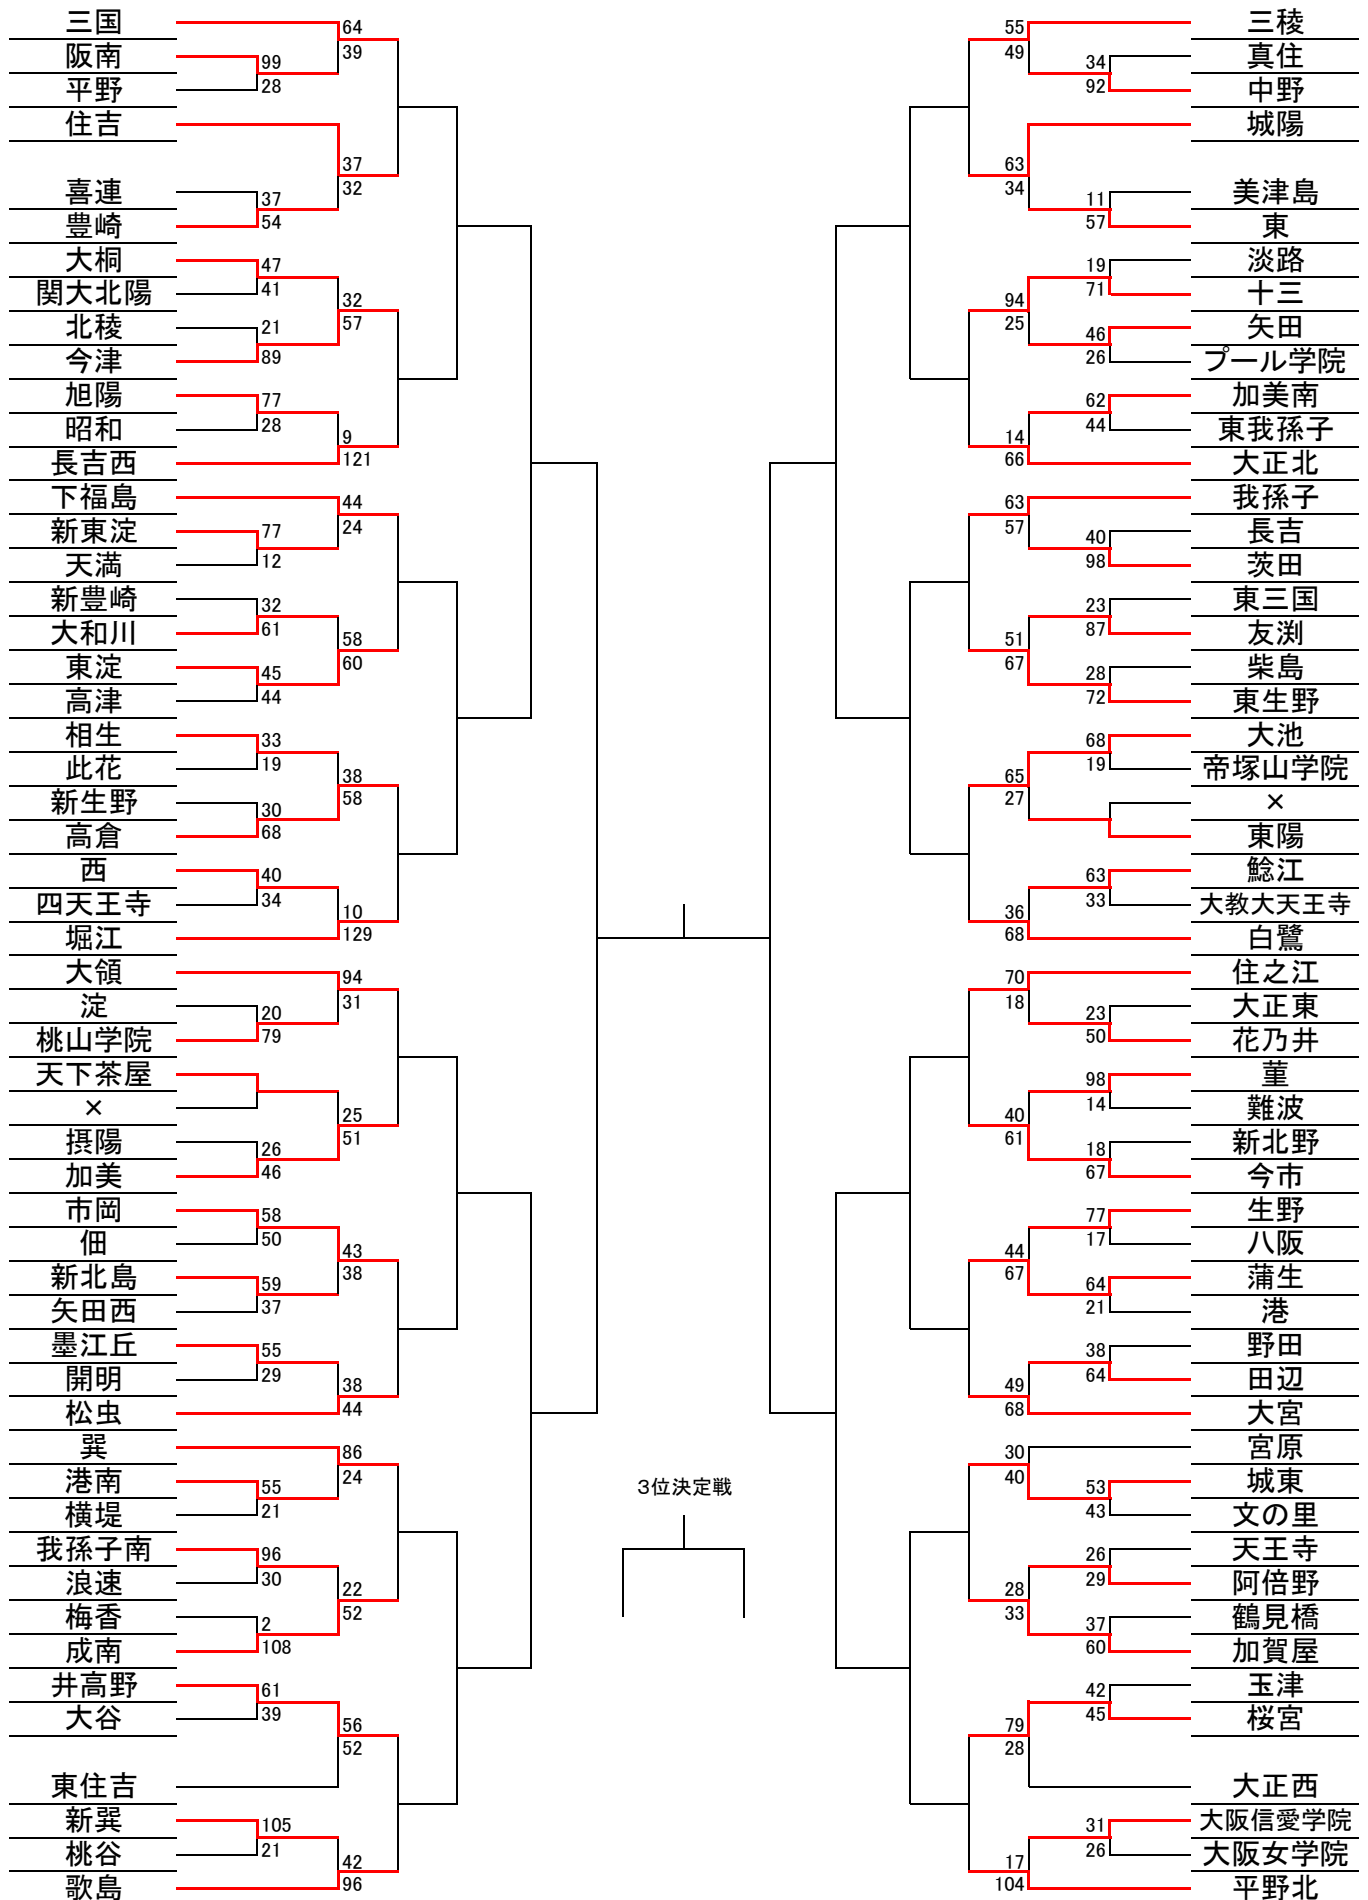 三国
64
39
阪南
99
28
平野
住吉
37
32
喜連
37
54
豊崎
大桐
47
41
関大北陽
32
57
北稜
21
89
今津
旭陽
77
28
昭和
9
121
長吉西
下福島
44
24
新東淀
77
12
天満
新豊崎
32
61
大和川
58
60
東淀
45
44
高津
相生
33
19
此花
38
58
新生野
30
68
高倉
西
40
34
四天王寺
10
129
堀江
大領
94
31
淀
20
79
桃山学院
天下茶屋
×
25
51
摂陽
26
46
加美
市岡
58
50
佃
43
38
新北島
59
37
矢田西
墨江丘
55
29
開明
38
44
松虫
巽
86
24
港南
55
21
横堤
我孫子南
96
30
浪速
22
52
梅香
2
108
成南
井高野
61
39
大谷
56
52
東住吉
新巽
105
21
桃谷
42
96
歌島
3位決定戦
55
49
三稜
34
92
真住
中野
城陽
63
34
美津島
11
57
東
淡路
19
71
十三
94
25
矢田
46
26
プール学院
加美南
62
44
東我孫子
14
66
大正北
63
57
我孫子
長吉
40
98
茨田
東三国
23
87
友渕
51
67
柴島
28
72
東生野
大池
68
19
帝塚山学院
65
27
×
東陽
鯰江
63
33
大教大天王寺
36
68
白鷺
70
18
住之江
大正東
23
50
花乃井
菫
98
14
難波
40
61
新北野
18
67
今市
生野
77
17
八阪
44
67
蒲生
64
21
港
野田
38
64
田辺
49
68
大宮
30
40
宮原
城東
53
43
文の里
天王寺
26
29
阿倍野
28
33
鶴見橋
37
60
加賀屋
玉津
42
45
桜宮
79
28
大正西
大阪信愛学院
31
26
大阪女学院
17
104
平野北